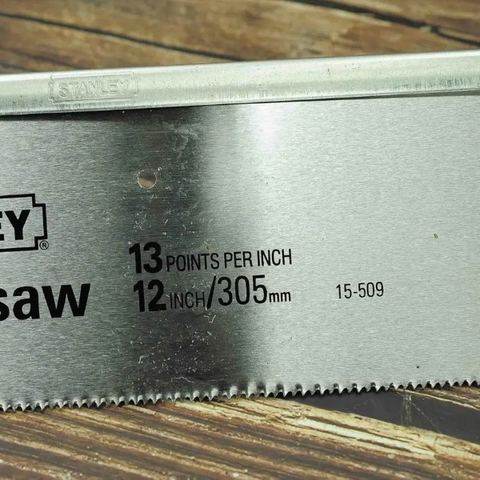 STANLEY
EY®
saw
13 POINTS PER INCH
12 INCH/305mm
15-509